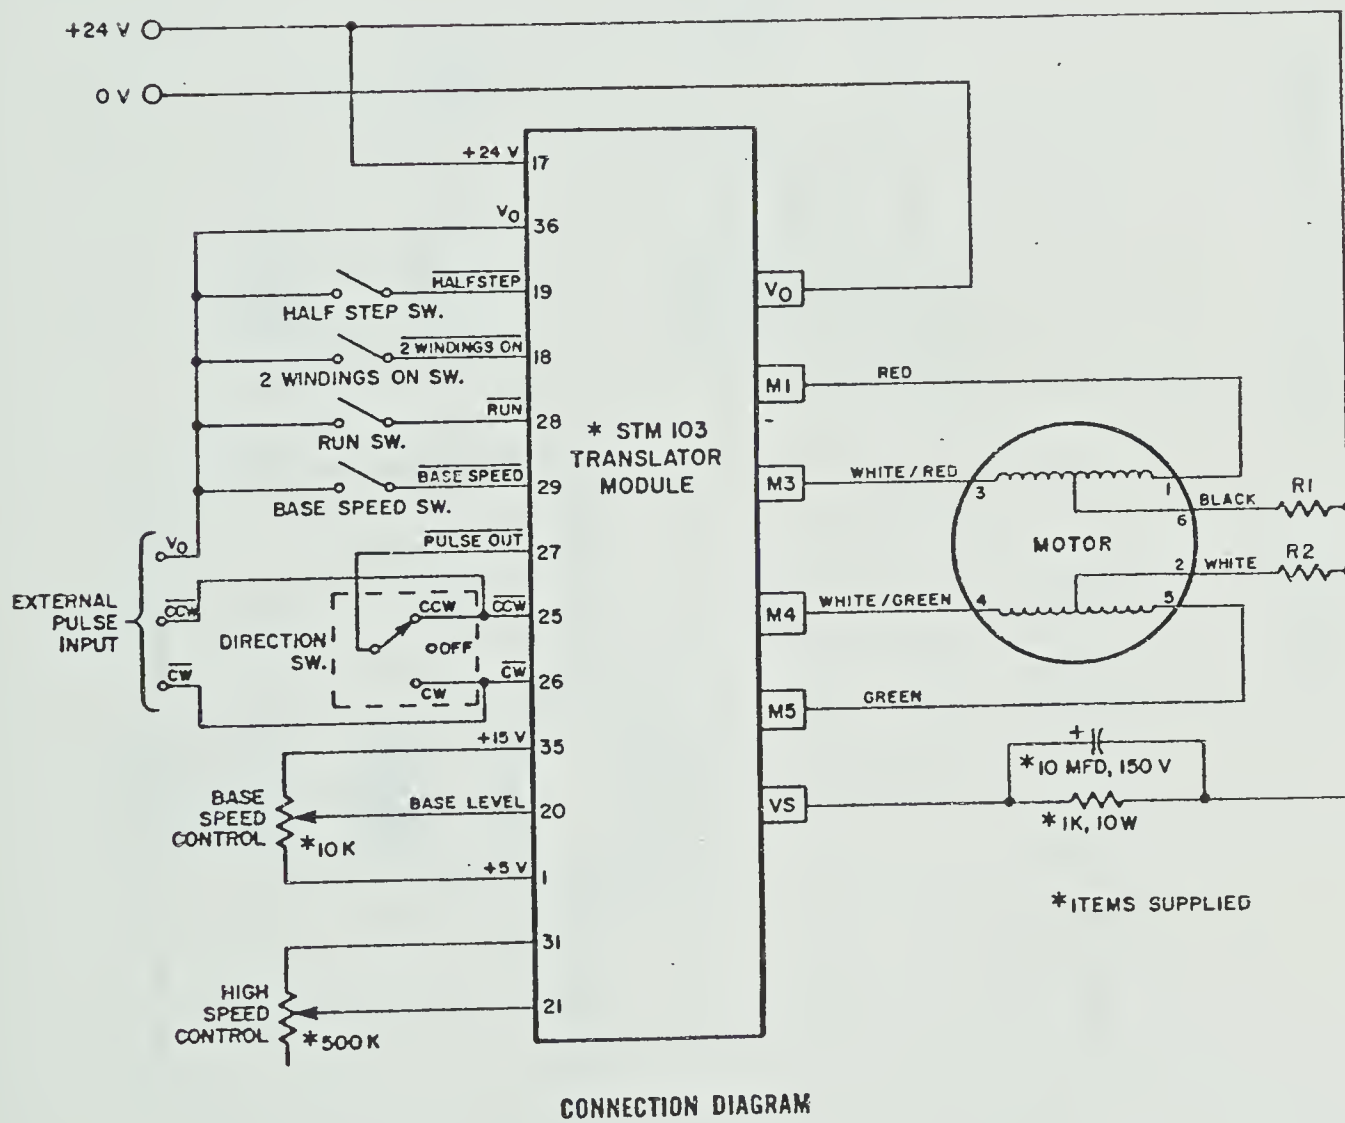 +24 V
0 V
+24 V
17
V0
36
HALFSTEP
19
HALF STEP SW.
2 WINDINGS ON
18
2 WINDINGS ON SW.
RUN
28
RUN SW.
BASE SPEED
29
BASE SPEED SW.
PULSE OUT
27
EXTERNAL
PULSE
INPUT
V0
CCW
CW
DIRECTION
SW.
CCW
OFF
CW
CCW
25
CW
26
+15 V
35
BASE
SPEED
CONTROL
*10 K
BASE LEVEL
20
+5 V
1
31
HIGH
SPEED
CONTROL
*500 K
21
* STM 103
TRANSLATOR
MODULE
V0
M1
RED
M3
WHITE/RED
3
1
BLACK
6
R1
MOTOR
2
WHITE
R2
M4
WHITE/GREEN
4
5
M5
GREEN
VS
+
*10 MFD, 150 V
*1K, 10W
*ITEMS SUPPLIED
CONNECTION DIAGRAM